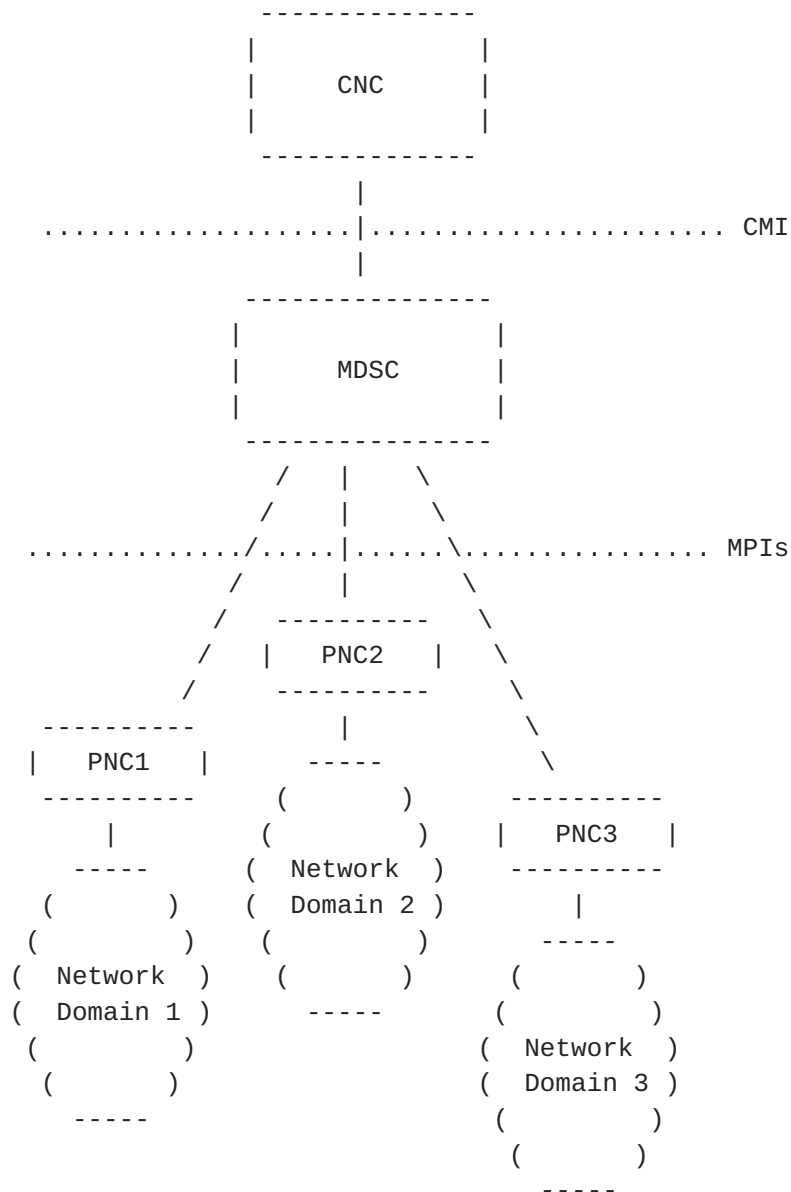 CNC
CMI
MDSC
MPIs
PNC2
PNC1
PNC3
Network
Domain 2
Network
Domain 1
Network
Domain 3